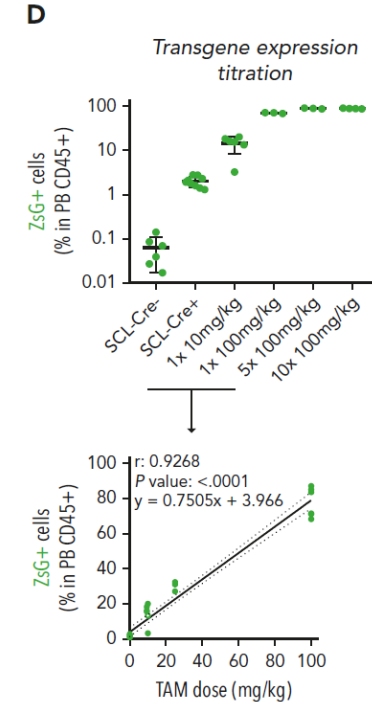 D
Transgene expression
titration
ZsG+ cells
(% in PB CD45+)
100
10
1
0.1
0.01
SCL-Cre-
SCL-Cre+
1x 10mg/kg
1x 100mg/kg
5x 100mg/kg
10x 100mg/kg
ZsG+ cells
(% in PB CD45+)
100
80
60
40
20
0
r: 0.9268
P value: <.0001
y = 0.7505x + 3.966
0 20 40 60 80 100
TAM dose (mg/kg)